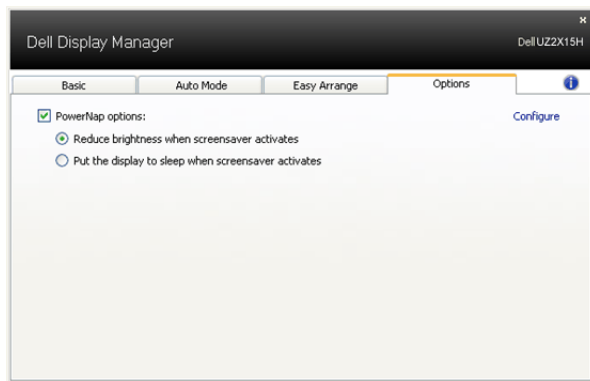 x
Dell Display Manager
Dell UZ2X15H
Basic
Auto Mode
Easy Arrange
Options
i
PowerNap options:
Configure
Reduce brightness when screensaver activates
Put the display to sleep when screensaver activates